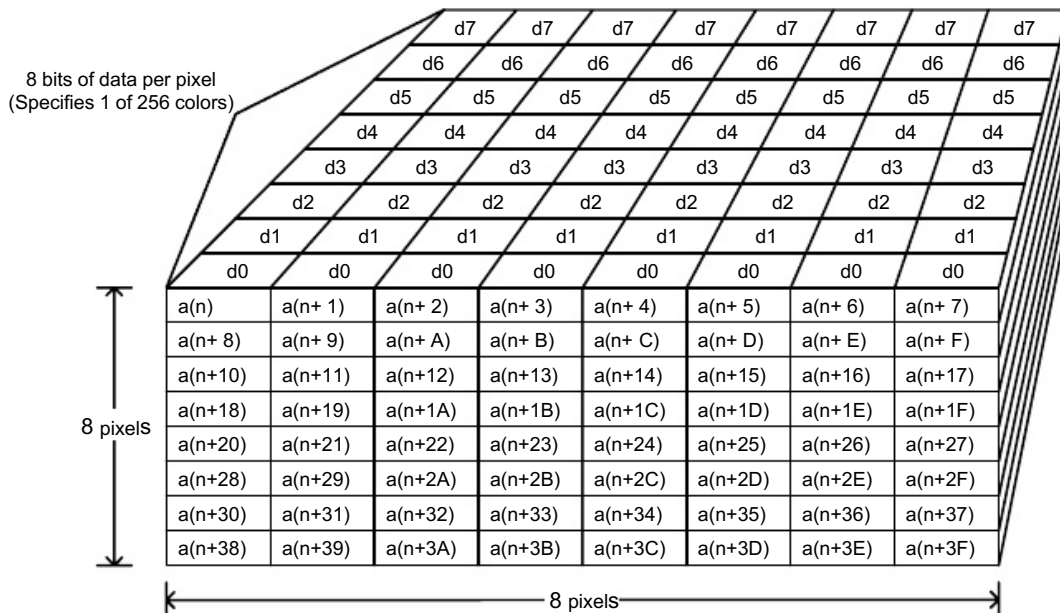 d7 d7 d7 d7 d7 d7 d7 d7
d6 d6 d6 d6 d6 d6 d6 d6
8 bits of data per pixel
(Specifies 1 of 256 colors)
d5 d5 d5 d5 d5 d5 d5 d5
d4 d4 d4 d4 d4 d4 d4 d4
d3 d3 d3 d3 d3 d3 d3 d3
d2 d2 d2 d2 d2 d2 d2 d2
d1 d1 d1 d1 d1 d1 d1 d1
d0 d0 d0 d0 d0 d0 d0 d0
a(n) a(n+ 1) a(n+ 2) a(n+ 3) a(n+ 4) a(n+ 5) a(n+ 6) a(n+ 7)
a(n+ 8) a(n+ 9) a(n+ A) a(n+ B) a(n+ C) a(n+ D) a(n+ E) a(n+ F)
a(n+10) a(n+11) a(n+12) a(n+13) a(n+14) a(n+15) a(n+16) a(n+17)
a(n+18) a(n+19) a(n+1A) a(n+1B) a(n+1C) a(n+1D) a(n+1E) a(n+1F)
8 pixels
a(n+20) a(n+21) a(n+22) a(n+23) a(n+24) a(n+25) a(n+26) a(n+27)
a(n+28) a(n+29) a(n+2A) a(n+2B) a(n+2C) a(n+2D) a(n+2E) a(n+2F)
a(n+30) a(n+31) a(n+32) a(n+33) a(n+34) a(n+35) a(n+36) a(n+37)
a(n+38) a(n+39) a(n+3A) a(n+3B) a(n+3C) a(n+3D) a(n+3E) a(n+3F)
8 pixels